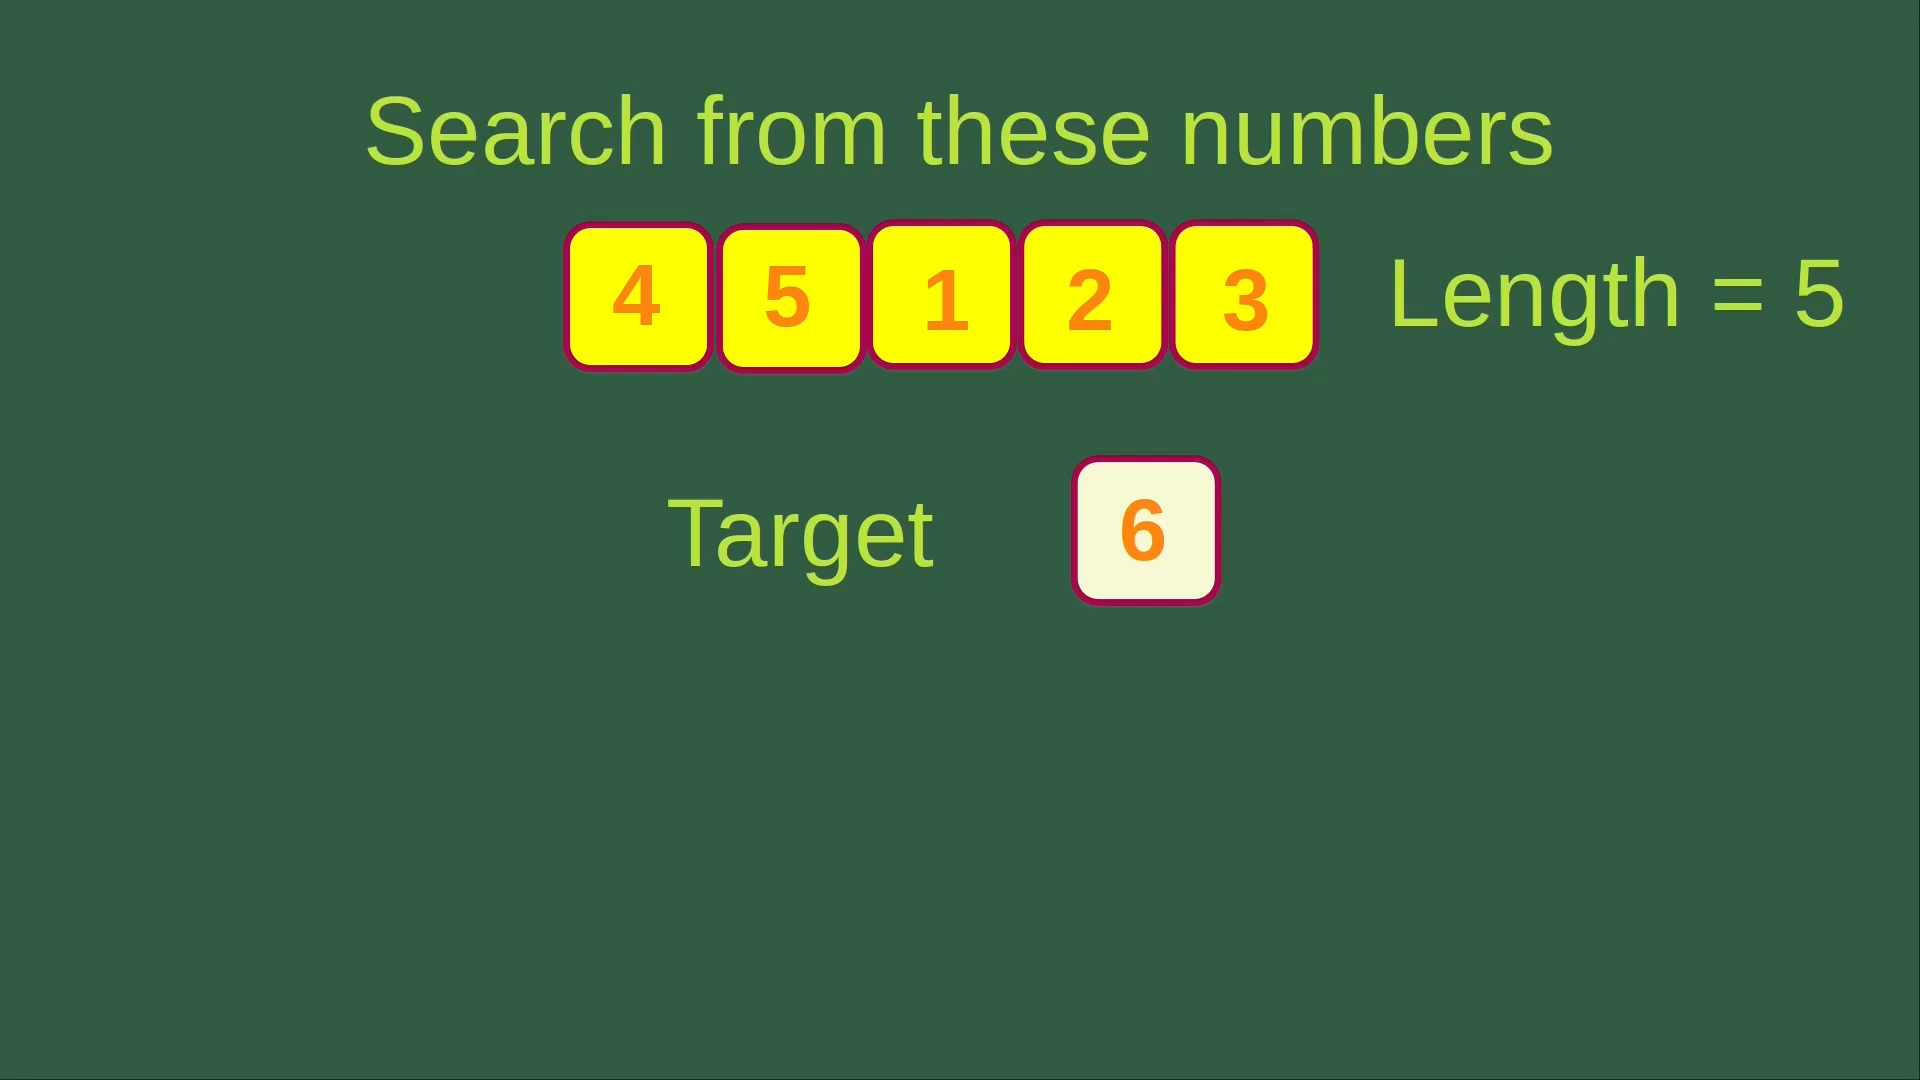 Search from these numbers
4 5 1 2 3 Length = 5
Target 6